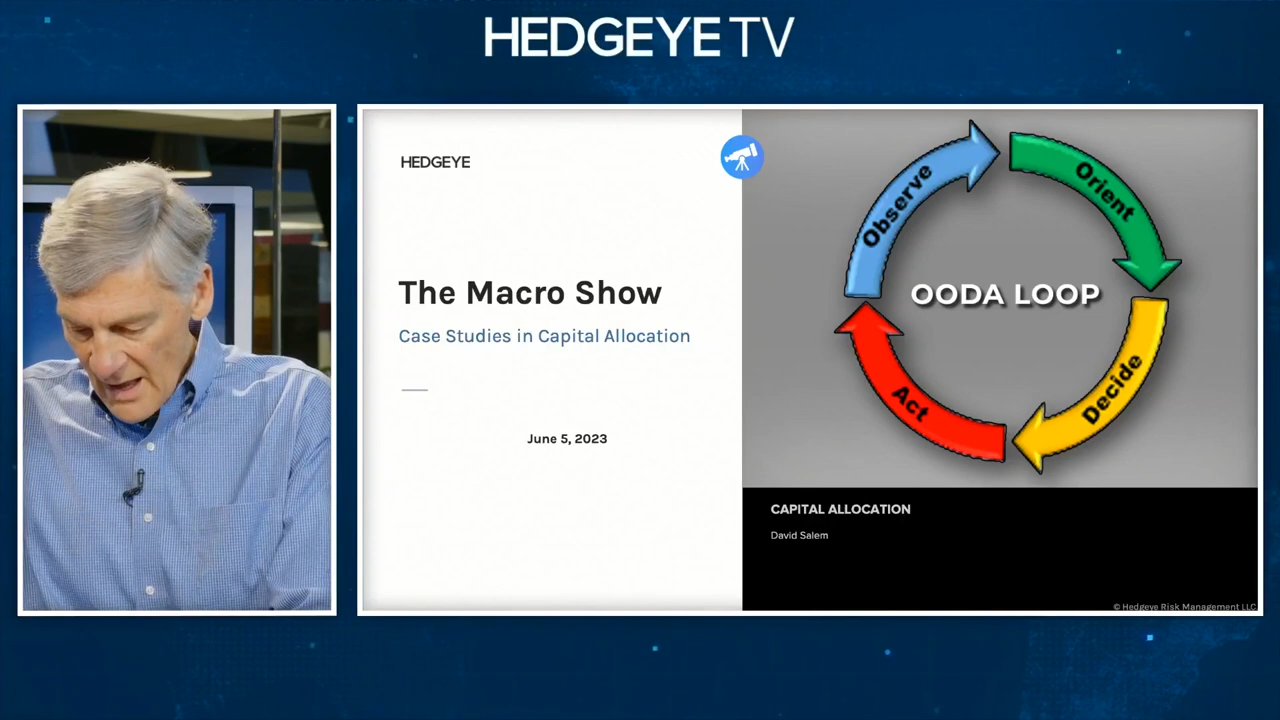 HEDGEYE TV
HEDGEYE
The Macro Show
Case Studies in Capital Allocation
June 5, 2023
Observe
Orient
OODA LOOP
Decide
Act
CAPITAL ALLOCATION
David Salem
© Hedgeye Risk Management LLC